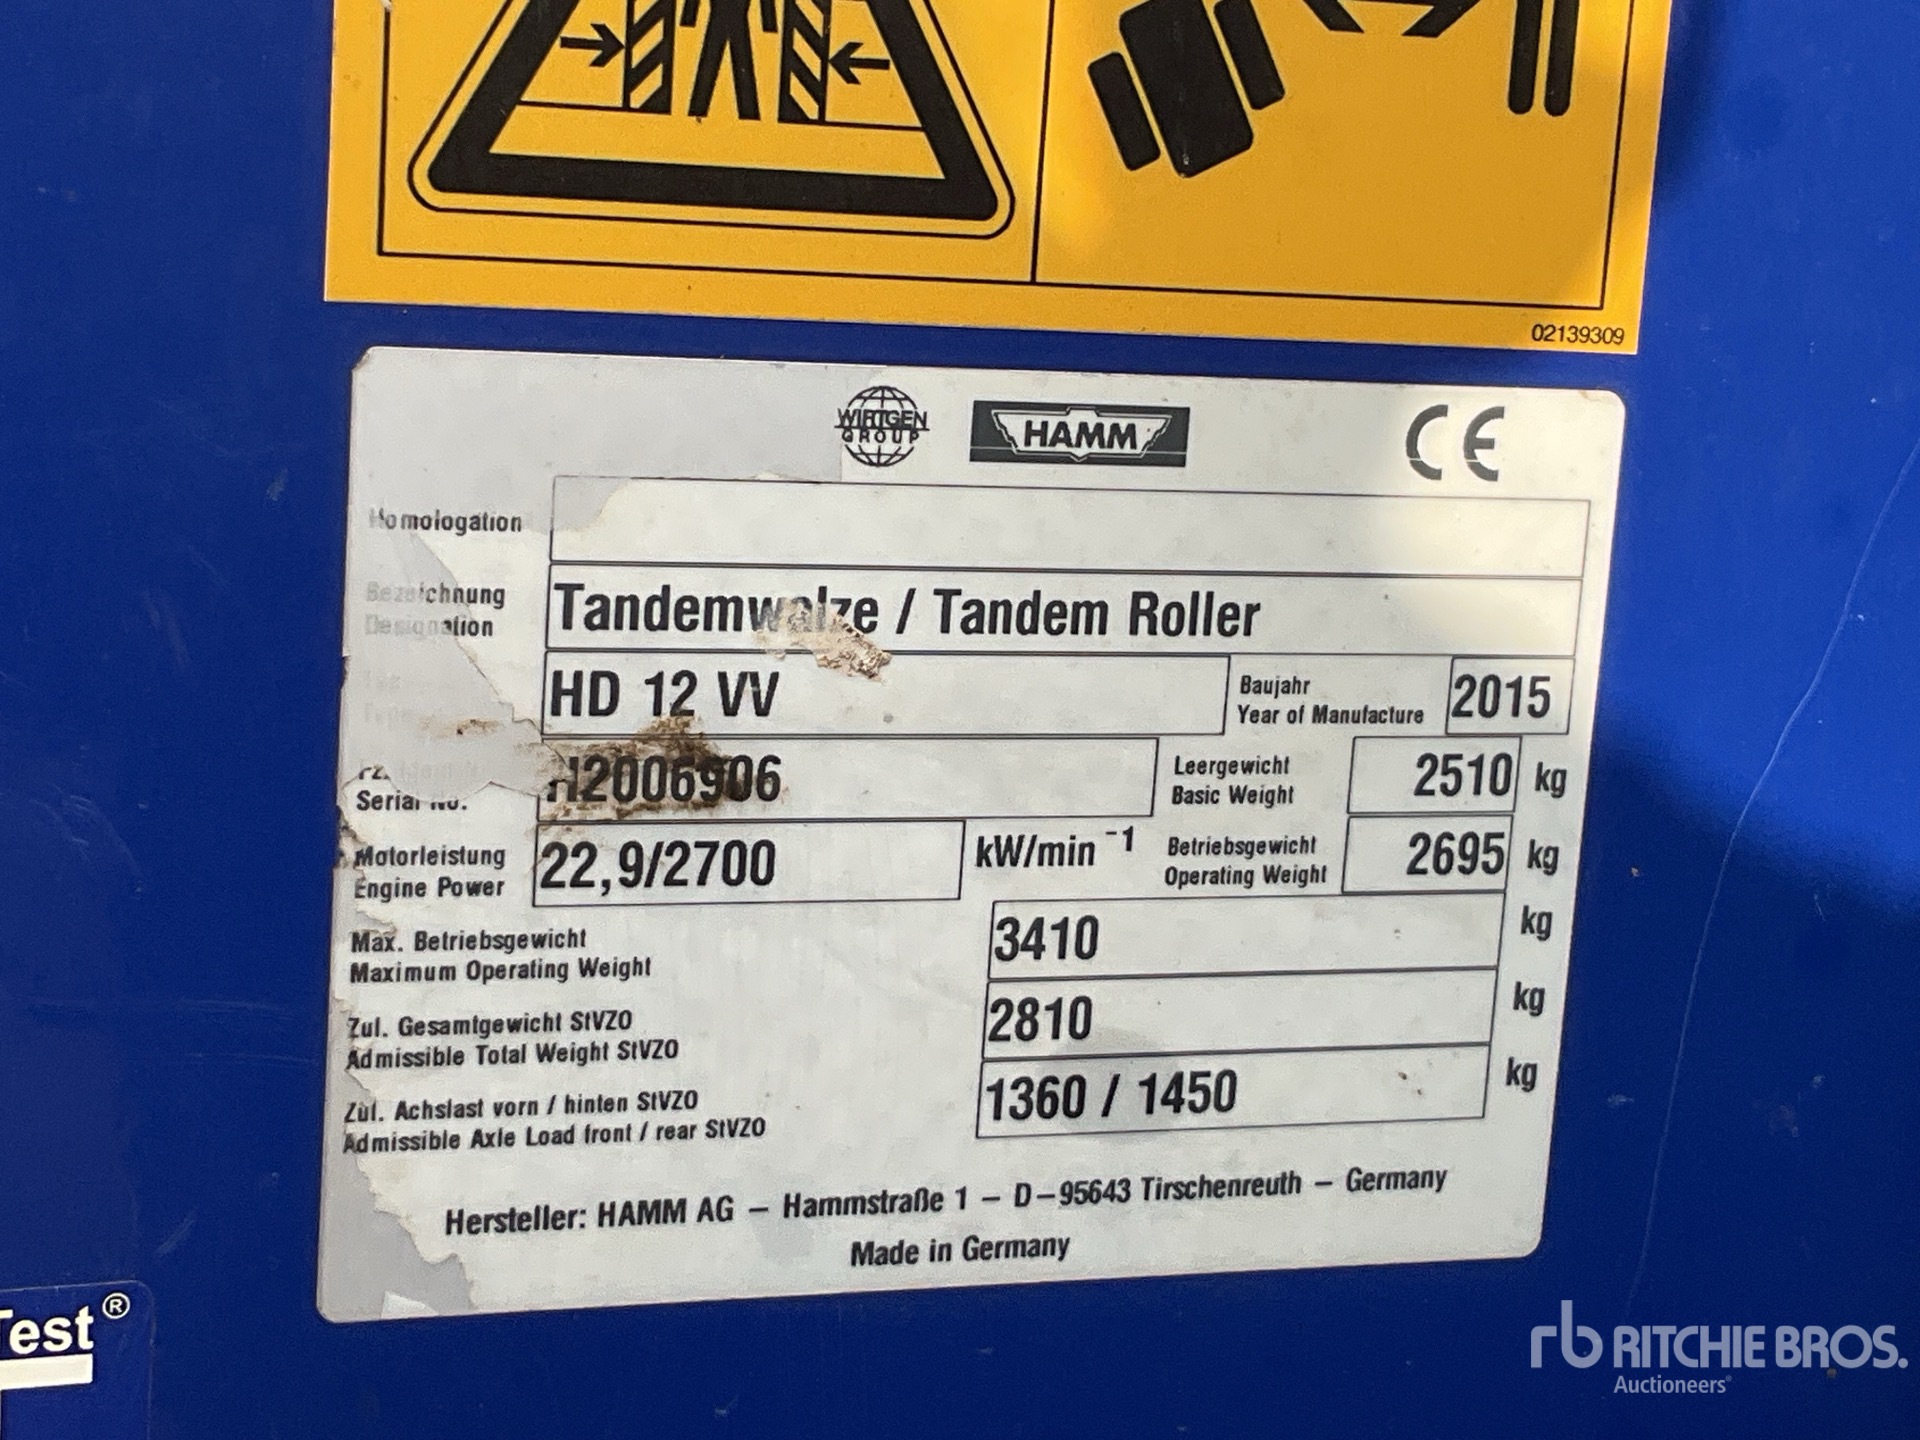 02139309
WIRTGEN
GROUP
HAMM
CE
Homologation
Bezeichnung
Designation
Tandemwalze / Tandem Roller
HD 12 VV
Baujahr
Year of Manufacture
2015
Serial No.
H2006906
Leergewicht
Basic Weight
2510 kg
Motorleistung
Engine Power
22,9/2700 kW/min⁻¹
Betriebsgewicht
Operating Weight
2695 kg
Max. Betriebsgewicht
Maximum Operating Weight
3410 kg
Zul. Gesamtgewicht StVZO
Admissible Total Weight StVZO
2810 kg
Zul. Achslast vorn / hinten StVZO
Admissible Axle Load front / rear StVZO
1360 / 1450 kg
Hersteller: HAMM AG – Hammstraße 1 – D–95643 Tirschenreuth – Germany
Made in Germany
Test®
rb RITCHIE BROS.
Auctioneers